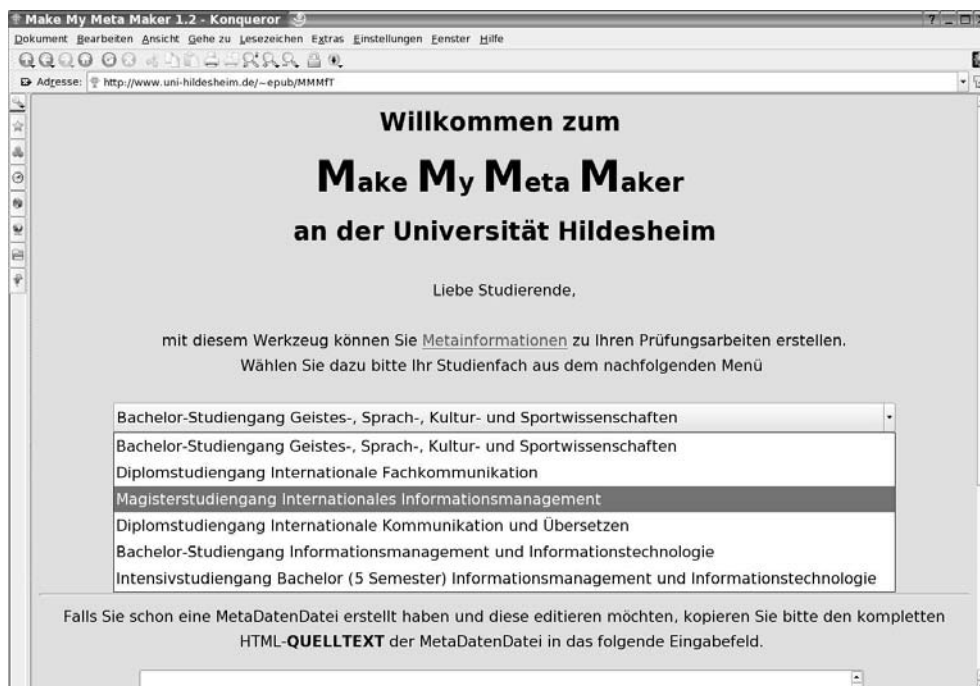 Make My Meta Maker 1.2 - Konqueror
Dokument Bearbeiten Ansicht Gehe zu Lesezeichen Extras Einstellungen Fenster Hilfe
Adresse: http://www.uni-hildesheim.de/~epub/MMMfT
Willkommen zum
Make My Meta Maker
an der Universität Hildesheim
Liebe Studierende,
mit diesem Werkzeug können Sie Metainformationen zu Ihren Prüfungsarbeiten erstellen.
Wählen Sie dazu bitte Ihr Studienfach aus dem nachfolgenden Menü
Bachelor-Studiengang Geistes-, Sprach-, Kultur- und Sportwissenschaften
Bachelor-Studiengang Geistes-, Sprach-, Kultur- und Sportwissenschaften
Diplomstudiengang Internationale Fachkommunikation
Magisterstudiengang Internationales Informationsmanagement
Diplomstudiengang Internationale Kommunikation und Übersetzen
Bachelor-Studiengang Informationsmanagement und Informationstechnologie
Intensivstudiengang Bachelor (5 Semester) Informationsmanagement und Informationstechnologie
Falls Sie schon eine MetaDatenDatei erstellt haben und diese editieren möchten, kopieren Sie bitte den kompletten
HTML-QUELLTEXT der MetaDatenDatei in das folgende Eingabefeld.